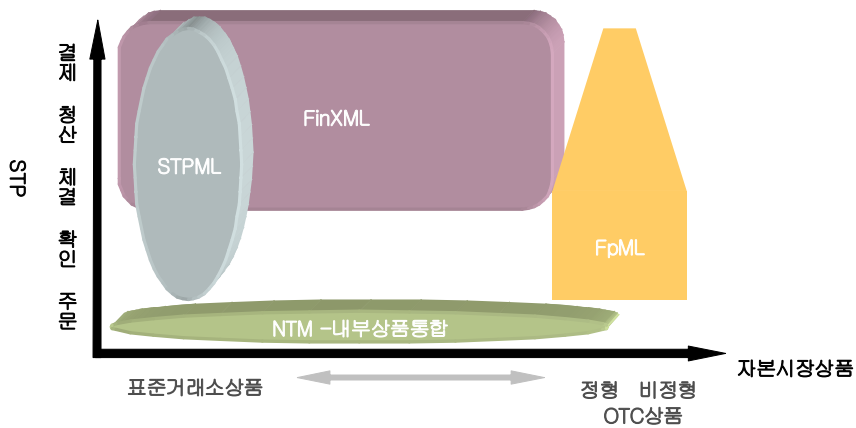 결제 청산 체결 확인 주문
STP
FinXML
STPML
FpML
NTM -내부상품통합
자본시장상품
표준거래소상품
정형 비정형
OTC상품